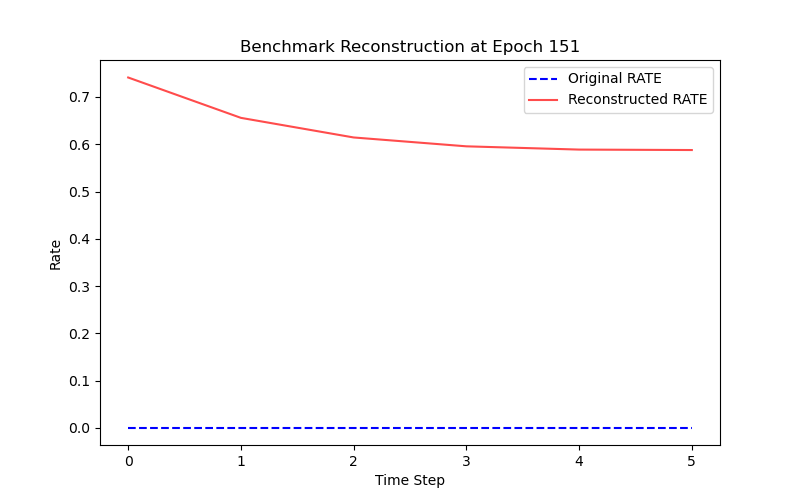 Benchmark Reconstruction at Epoch 151
Original RATE
Reconstructed RATE
0.7
0.6
0.5
0.4
0.3
0.2
0.1
0.0
Rate
0 1 2 3 4 5
Time Step